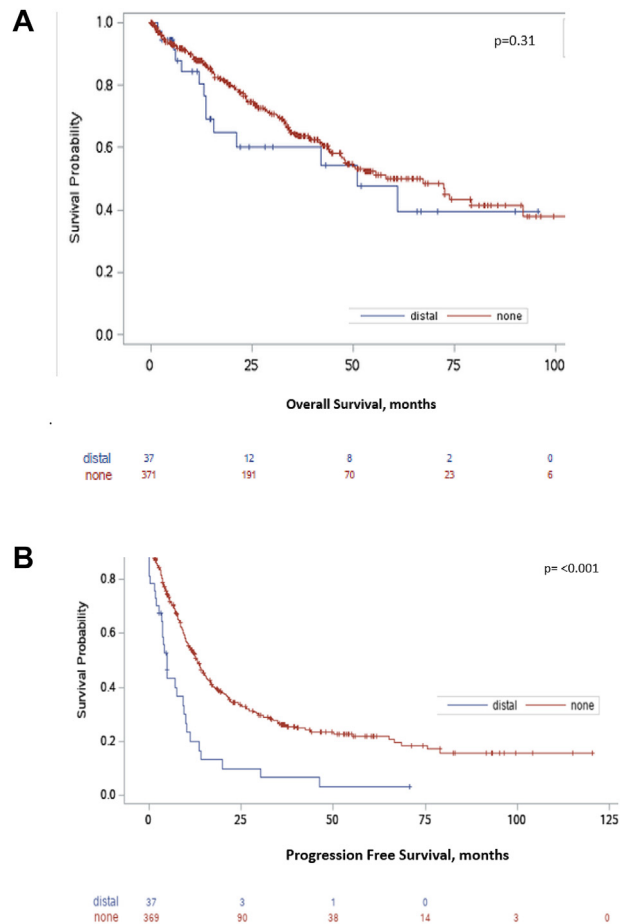 A
p=0.31
Survival Probability
1.0
0.8
0.6
0.4
0.2
0.0
distal none
0 25 50 75 100
Overall Survival, months
distal 37 12 8 2 0
none 371 191 70 23 6
B
p= <0.001
Survival Probability
0.8
0.6
0.4
0.2
0.0
distal none
0 25 50 75 100 125
Progression Free Survival, months
distal 37 3 1 0
none 369 90 38 14 3 0